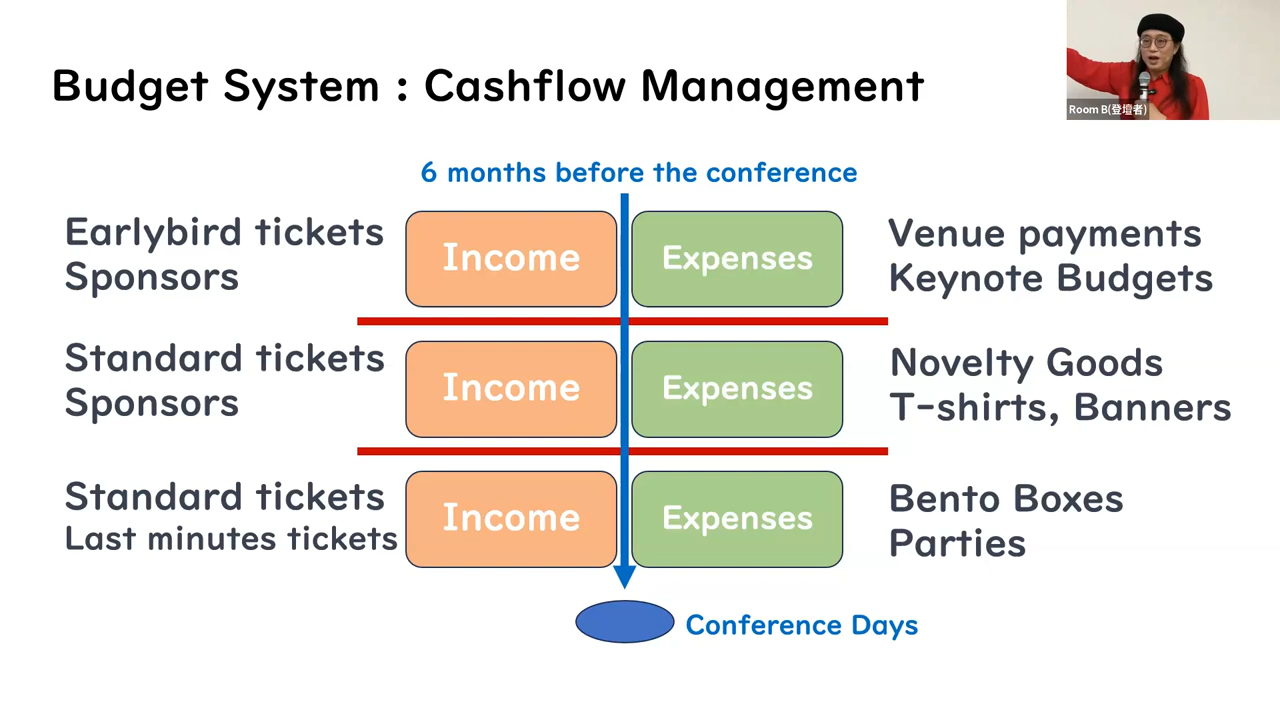 Budget System : Cashflow Management
Room B(登壇者)
6 months before the conference
Earlybird tickets
Sponsors
Income
Expenses
Venue payments
Keynote Budgets
Standard tickets
Sponsors
Income
Expenses
Novelty Goods
T-shirts, Banners
Standard tickets
Last minutes tickets
Income
Expenses
Bento Boxes
Parties
Conference Days